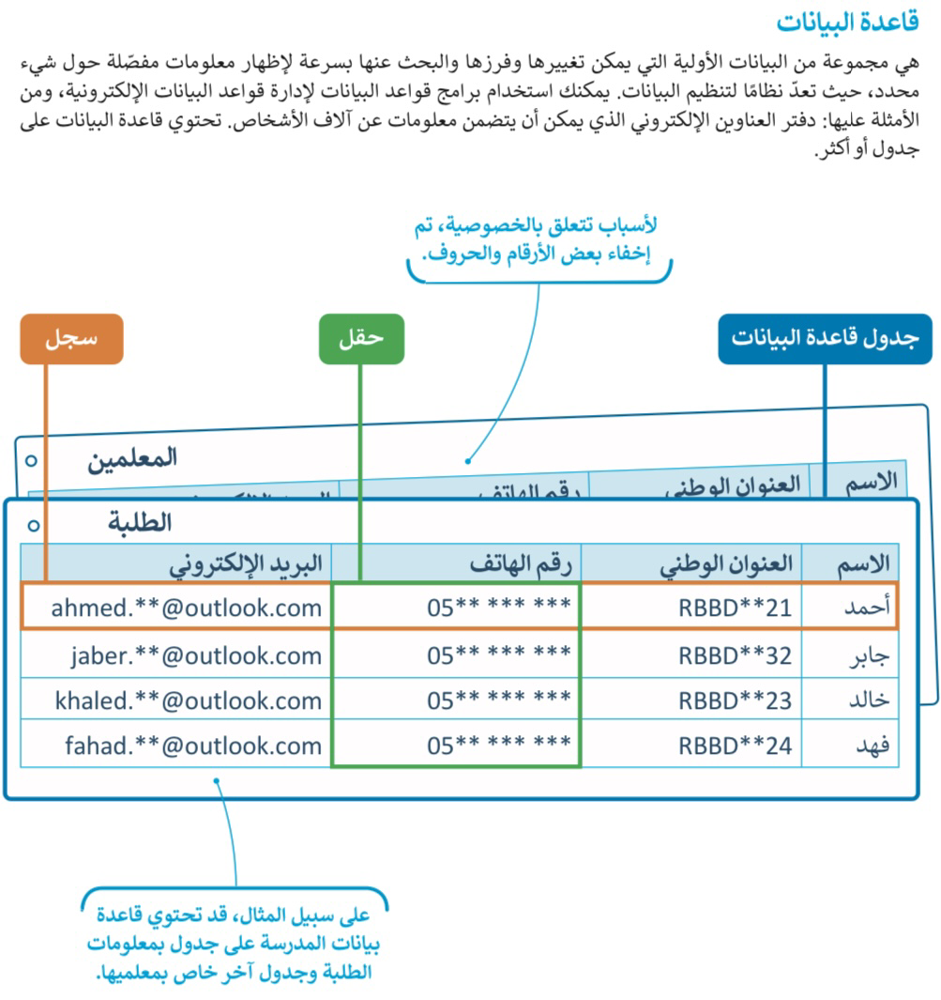 قاعدة البيانات
هي مجموعة من البيانات الأولية التي يمكن تغييرها وفرزها والبحث عنها بسرعة لإظهار معلومات مفصّلة حول شيء
محدد، حيث تعدّ نظامًا لتنظيم البيانات. يمكنك استخدام برامج قواعد البيانات لإدارة قواعد البيانات الإلكترونية، ومن
الأمثلة عليها: دفتر العناوين الإلكتروني الذي يمكن أن يتضمن معلومات عن آلاف الأشخاص. تحتوي قاعدة البيانات على
جدول أو أكثر.
لأسباب تتعلق بالخصوصية، تم
إخفاء بعض الأرقام والحروف.
جدول قاعدة البيانات حقل سجل
المعلمين
الاسم العنوان الوطني رقم الهاتف البريد الإلكتروني
الطلبة
الاسم العنوان الوطني رقم الهاتف البريد الإلكتروني
أحمد RBBD**21 05** *** *** ahmed.**@outlook.com
جابر RBBD**32 05** *** *** jaber.**@outlook.com
خالد RBBD**23 05** *** *** khaled.**@outlook.com
فهد RBBD**24 05** *** *** fahad.**@outlook.com
على سبيل المثال، قد تحتوي قاعدة
بيانات المدرسة على جدول بمعلومات
الطلبة وجدول آخر خاص بمعلميها.